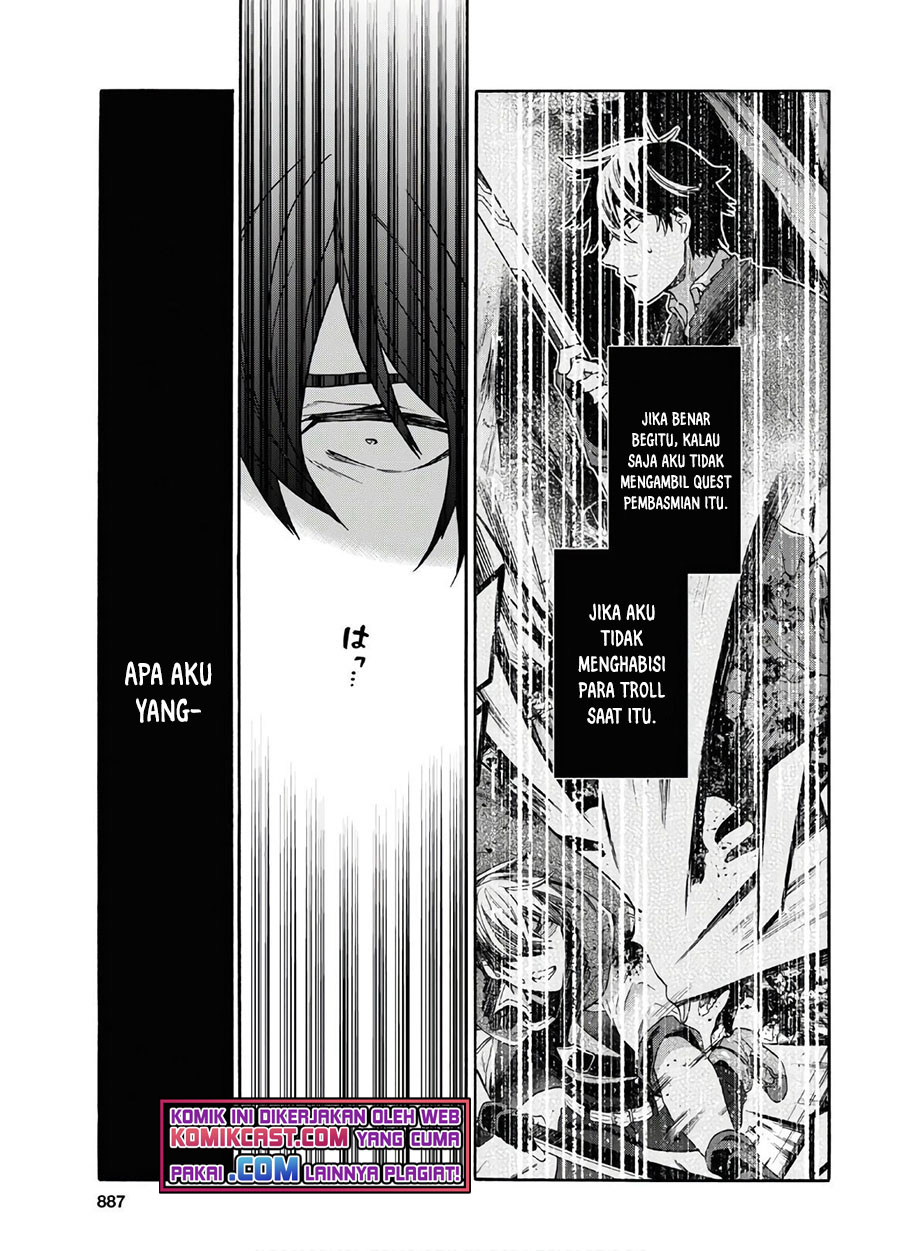 JIKA BENAR
BEGITU, KALAU
SAJA AKU TIDAK
MENGAMBIL QUEST
PEMBASMIAN ITU.
JIKA AKU
TIDAK
MENGHABISI
PARA TROLL
SAAT ITU.
はっ…
APA AKU
YANG-
KOMIK INI DIKERJAKAN OLEH WEB
KOMIKCAST.COM YANG CUMA
PAKAI .COM LAINNYA PLAGIAT!
887